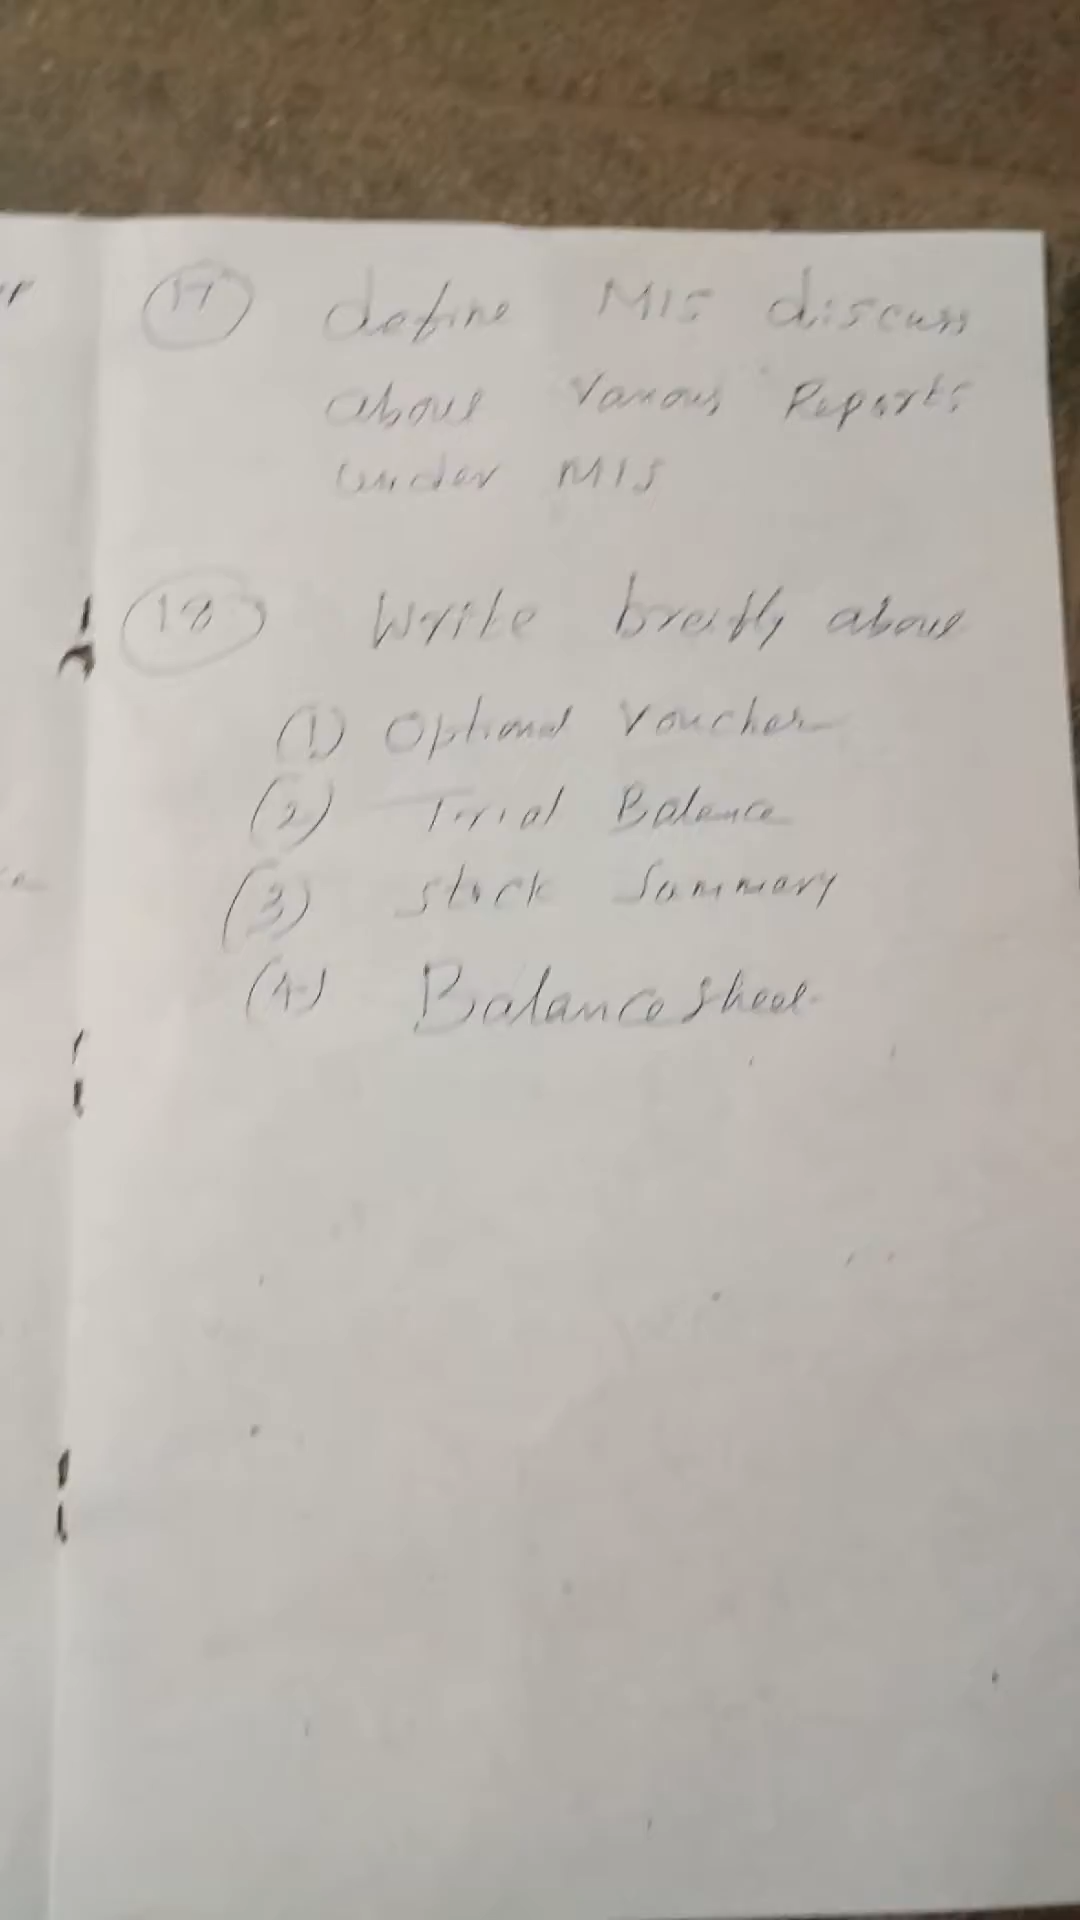 17 define MIS discuss
about Various Reports
under MIS
18 Write breifly about
(1) Optional Voucher
(2) Trial Balance
(3) Stock Summary
(4) Balance sheet